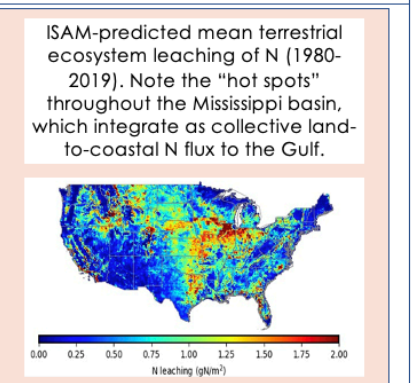 ISAM-predicted mean terrestrial
ecosystem leaching of N (1980-
2019). Note the “hot spots”
throughout the Mississippi basin,
which integrate as collective land-
to-coastal N flux to the Gulf.
0.00 0.25 0.50 0.75 1.00 1.25 1.50 1.75 2.00
N leaching (gN/m²)